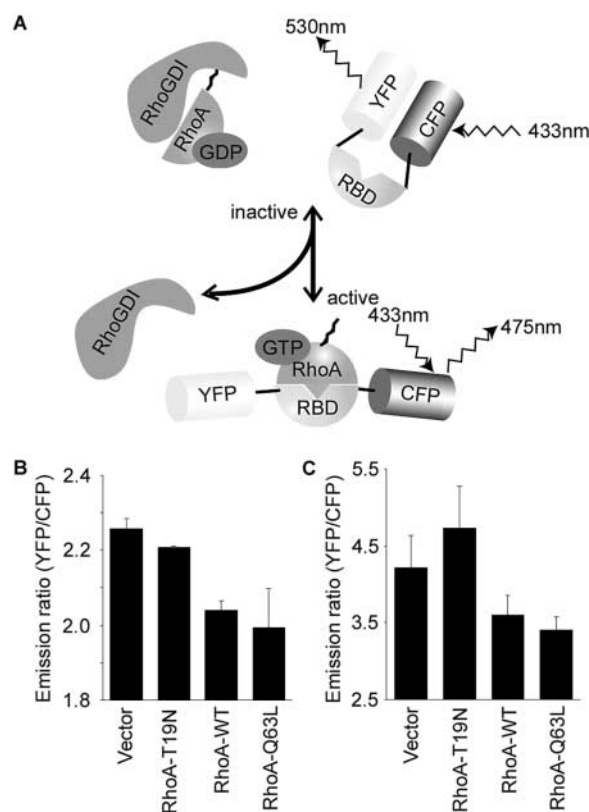 A
530nm
RhoGDI
RhoA
GDP
YFP
CFP
433nm
RBD
inactive
RhoGDI
active
433nm
475nm
GTP
RhoA
YFP
RBD
CFP
B
Emission ratio (YFP/CFP)
2.4
2.2
2.0
1.8
Vector
RhoA-T19N
RhoA-WT
RhoA-Q63L
C
Emission ratio (YFP/CFP)
5.5
4.5
3.5
2.5
Vector
RhoA-T19N
RhoA-WT
RhoA-Q63L